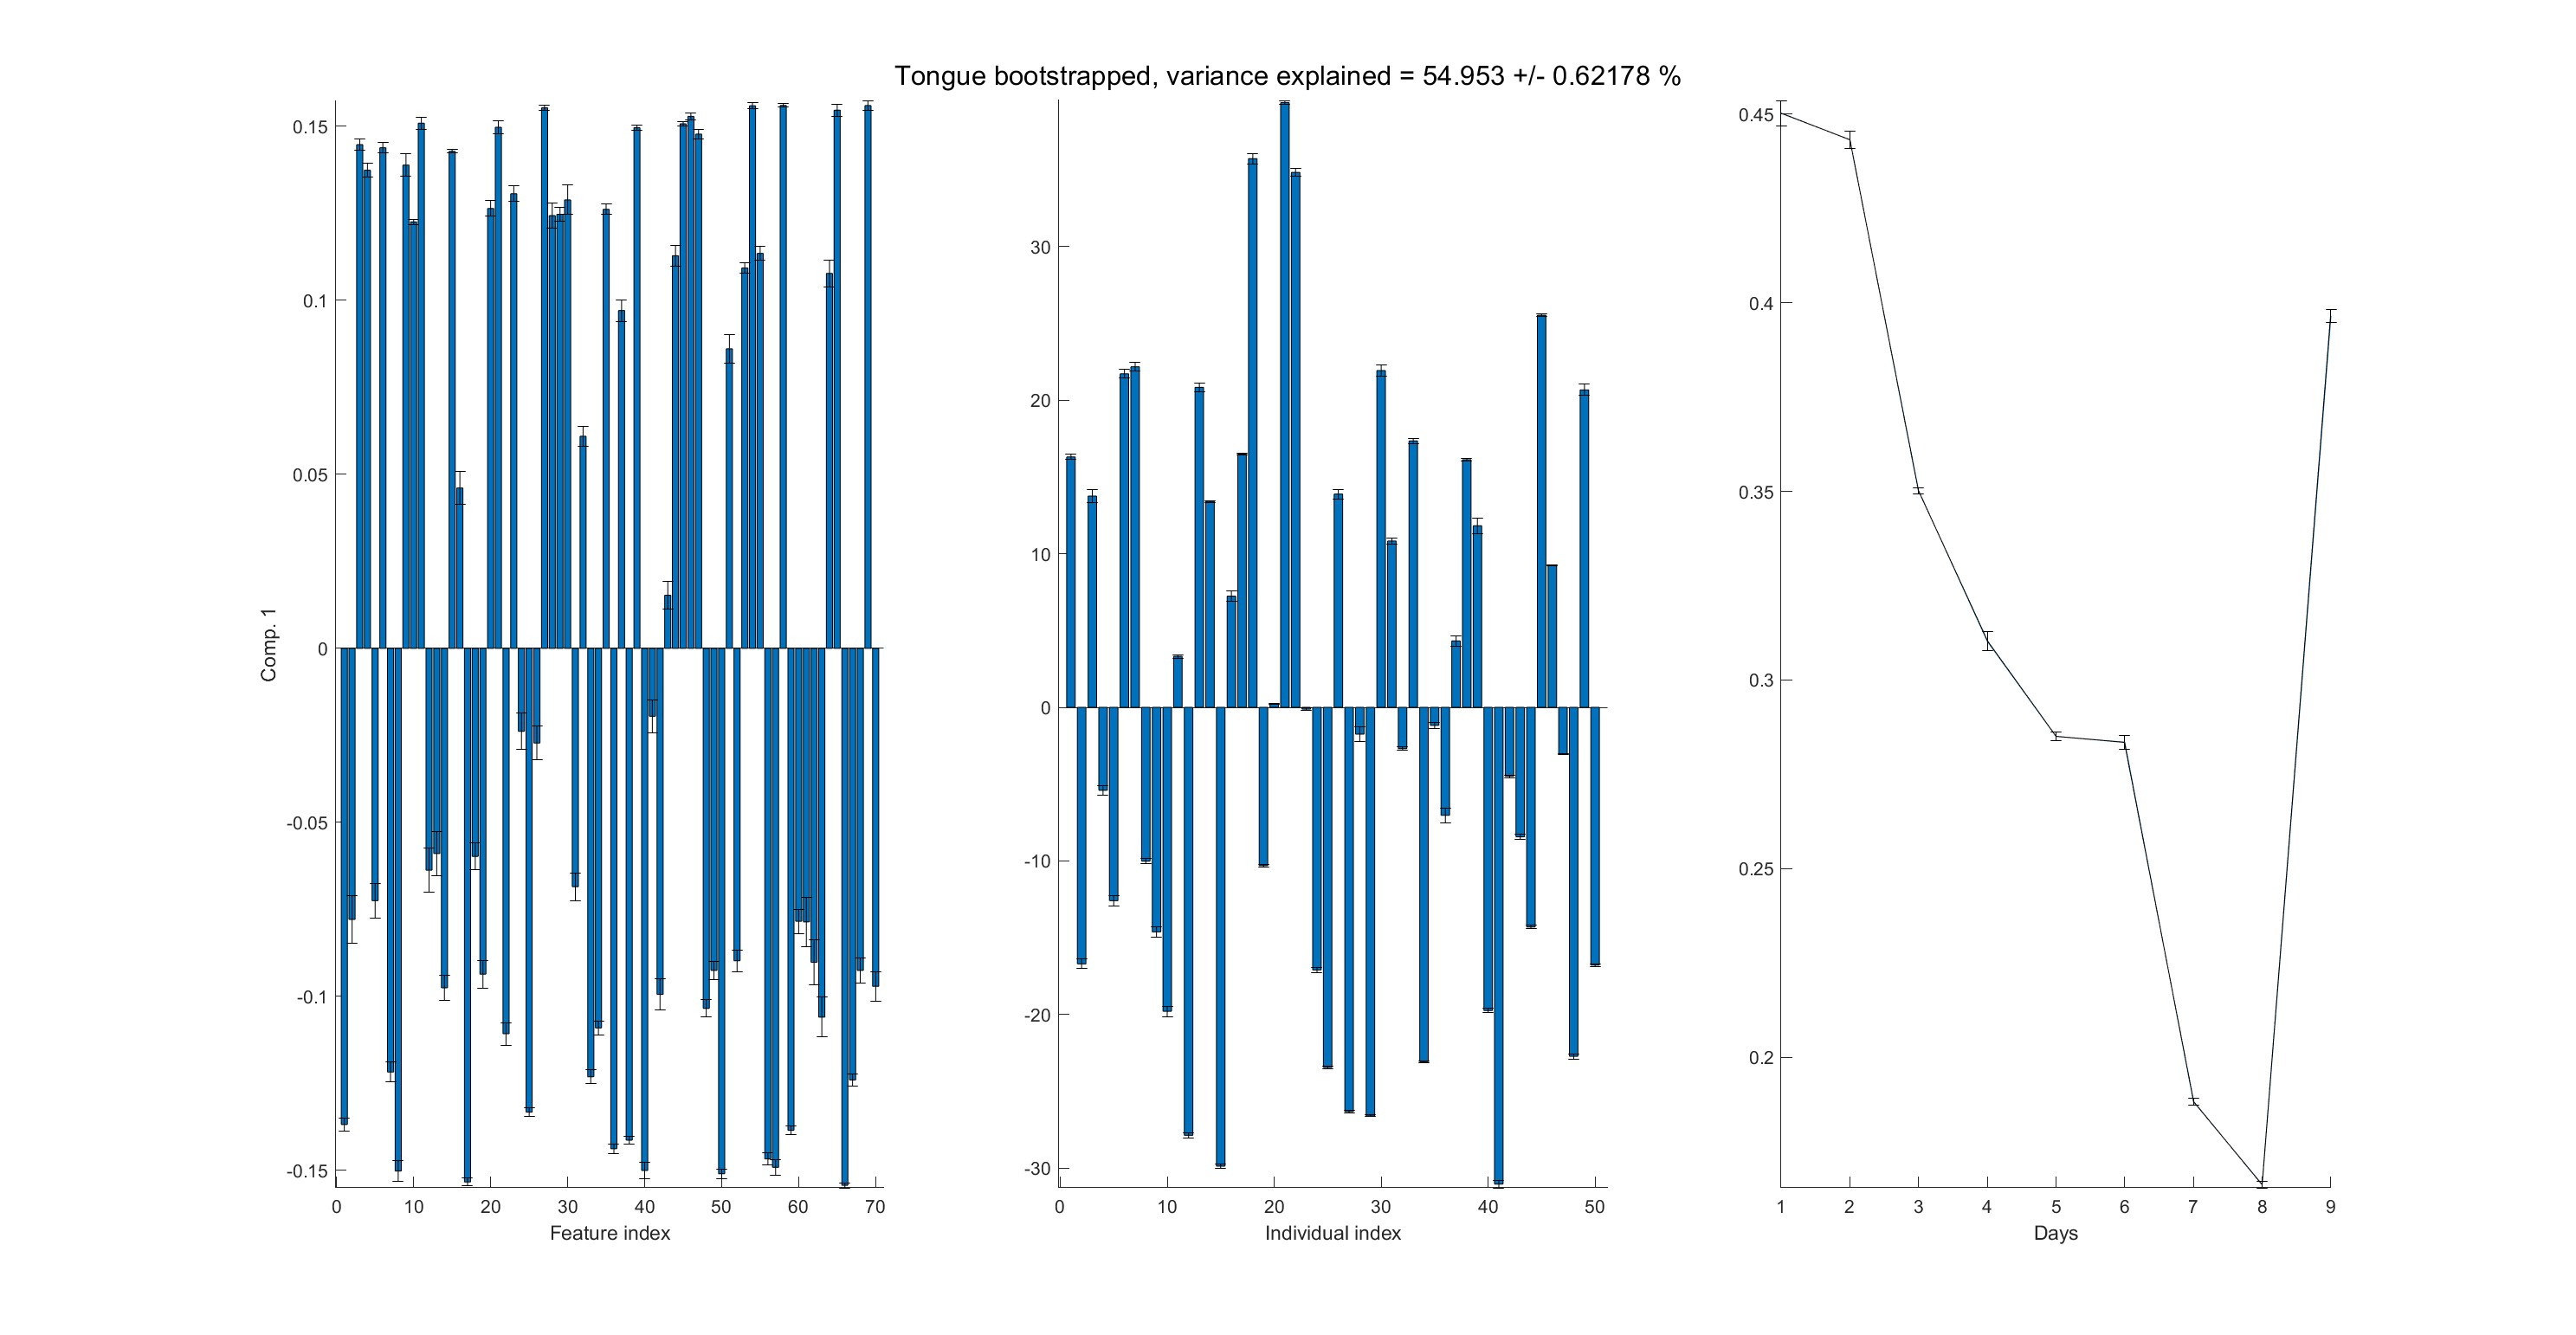 Tongue bootstrapped, variance explained = 54.953 +/- 0.62178 %
Comp. 1
0.15
0.1
0.05
0
-0.05
-0.1
-0.15
0 10 20 30 40 50 60 70
Feature index
30
20
10
0
-10
-20
-30
0 10 20 30 40 50
Individual index
0.45
0.4
0.35
0.3
0.25
0.2
1 2 3 4 5 6 7 8 9
Days